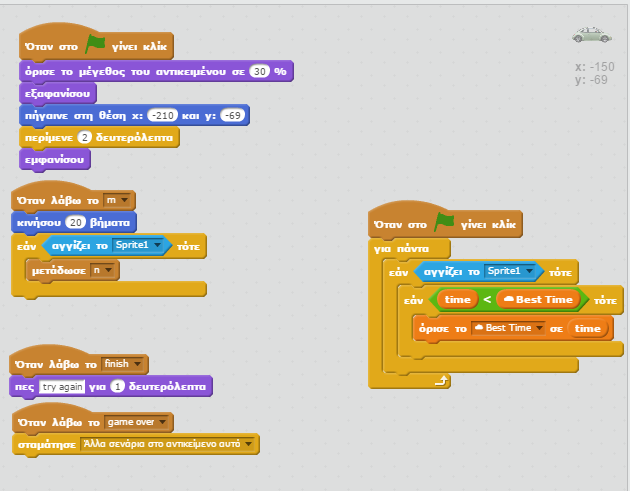 Όταν στο γίνει κλικ
όρισε το μέγεθος του αντικειμένου σε 30 %
εξαφανίσου
πήγαινε στη θέση x: -210 και y: -69
περίμενε 2 δευτερόλεπτα
εμφανίσου
Όταν λάβω το m
κινήσου 20 βήματα
εάν αγγίζει το Sprite1 τότε
μετάδωσε n
Όταν λάβω το finish
πες try again για 1 δευτερόλεπτα
Όταν λάβω το game over
σταμάτησε Άλλα σενάρια στο αντικείμενο αυτό
x: -150
y: -69
Όταν στο γίνει κλικ
για πάντα
εάν αγγίζει το Sprite1 τότε
εάν time < Best Time τότε
όρισε το Best Time σε time